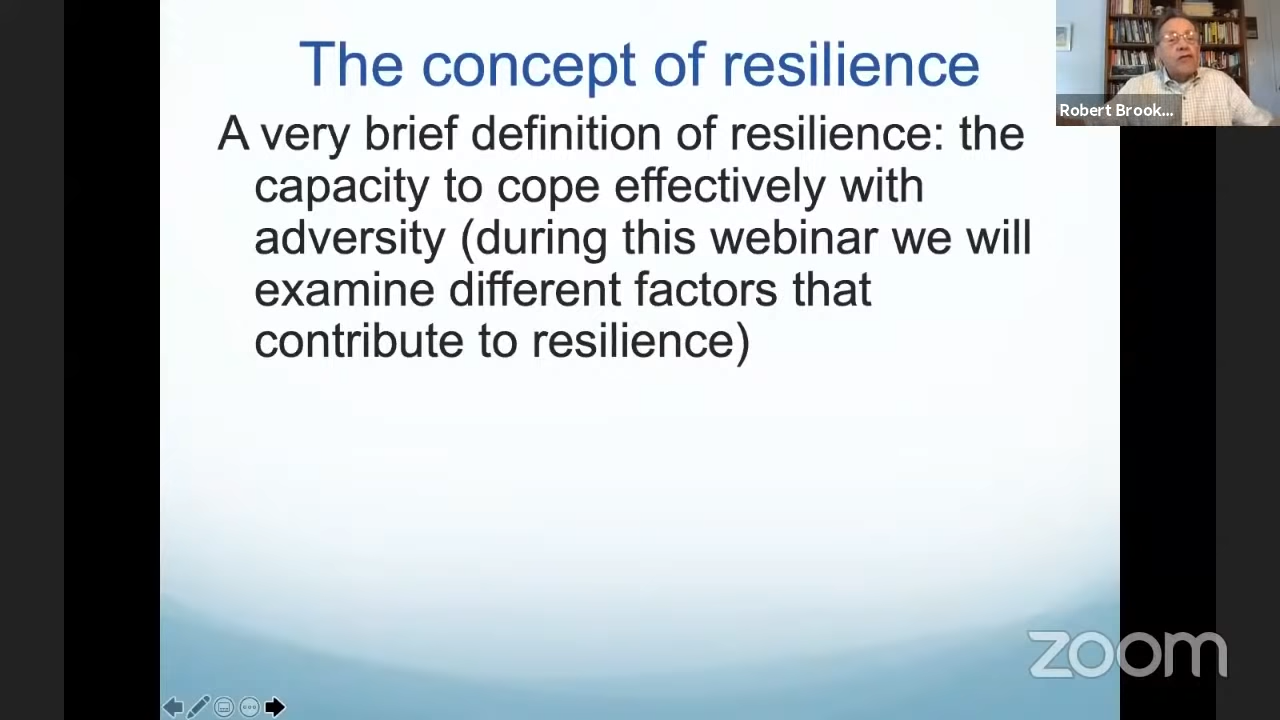 The concept of resilience
Robert Brook...
A very brief definition of resilience: the
capacity to cope effectively with
adversity (during this webinar we will
examine different factors that
contribute to resilience)
zoom